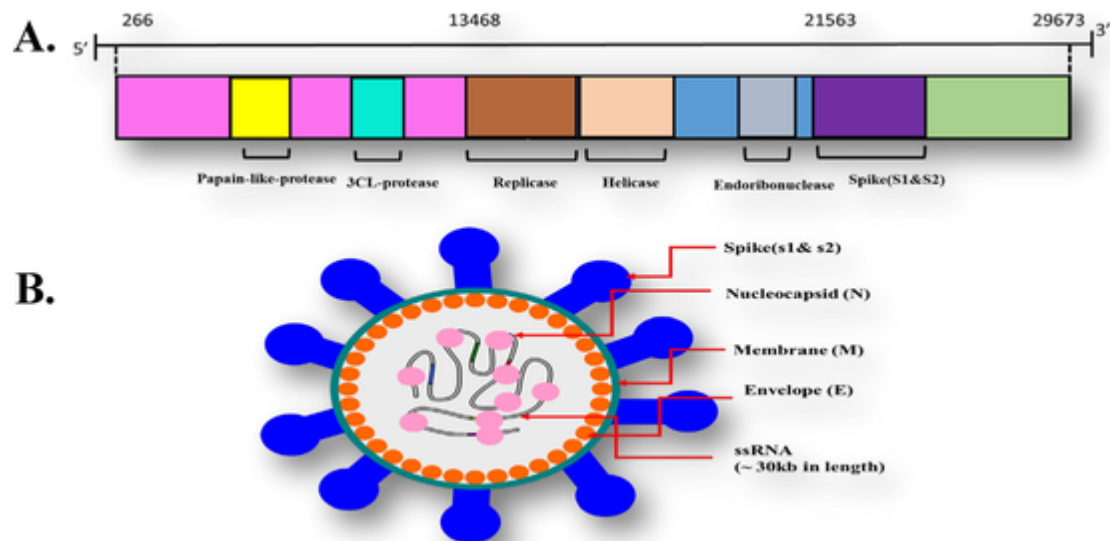 266 13468 21563 29673
A.
5′ 3′
Papain-like-protease 3CL-protease Replicase Helicase Endoribonuclease Spike(S1&S2)
B.
Spike(s1& s2)
Nucleocapsid (N)
Membrane (M)
Envelope (E)
ssRNA
(~ 30kb in length)